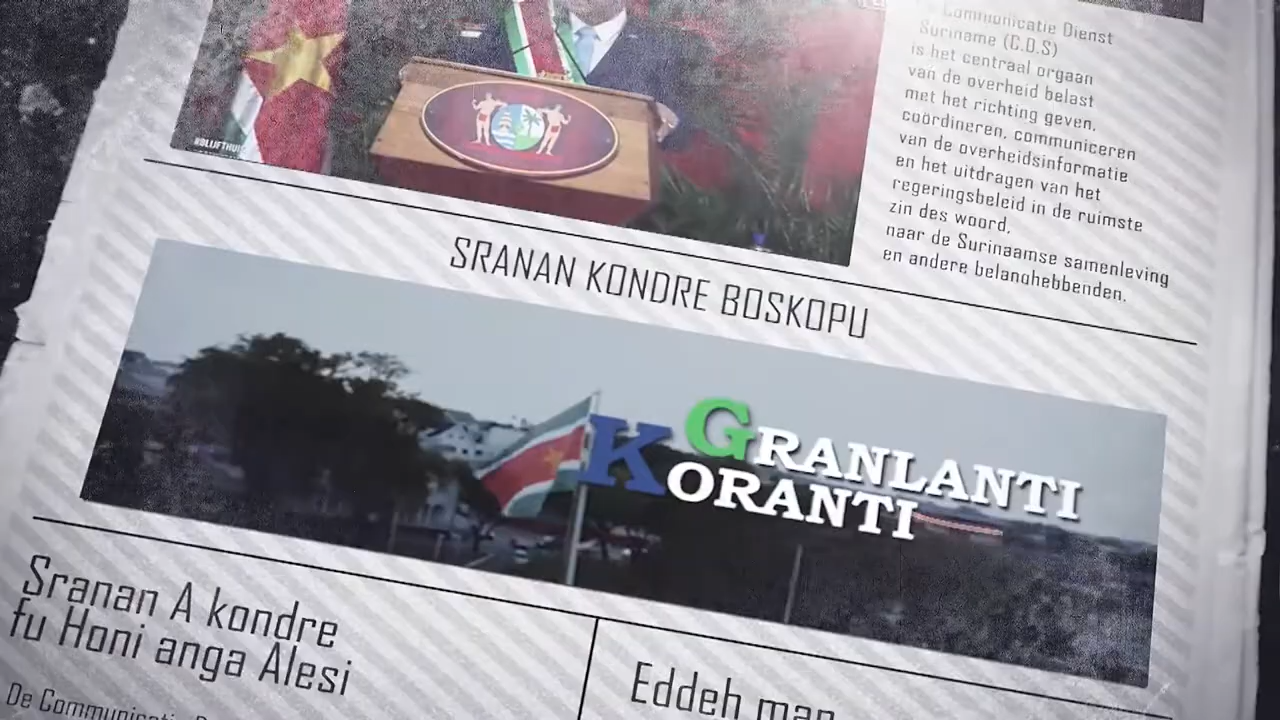 Communicatie Dienst
Suriname (C.D.S)
is het centraal orgaan
van de overheid belast
met het richting geven,
coördineren, communiceren
van de overheidsinformatie
en het uitdragen van het
regeringsbeleid in de ruimste
zin des woord,
naar de Surinaamse samenleving
en andere belanghebbenden.
SRANAN KONDRE BOSKOPU
GRANLANTI
KORANTI
Sranan A kondre
fu Honi anga Alesi
De
Eddeh man